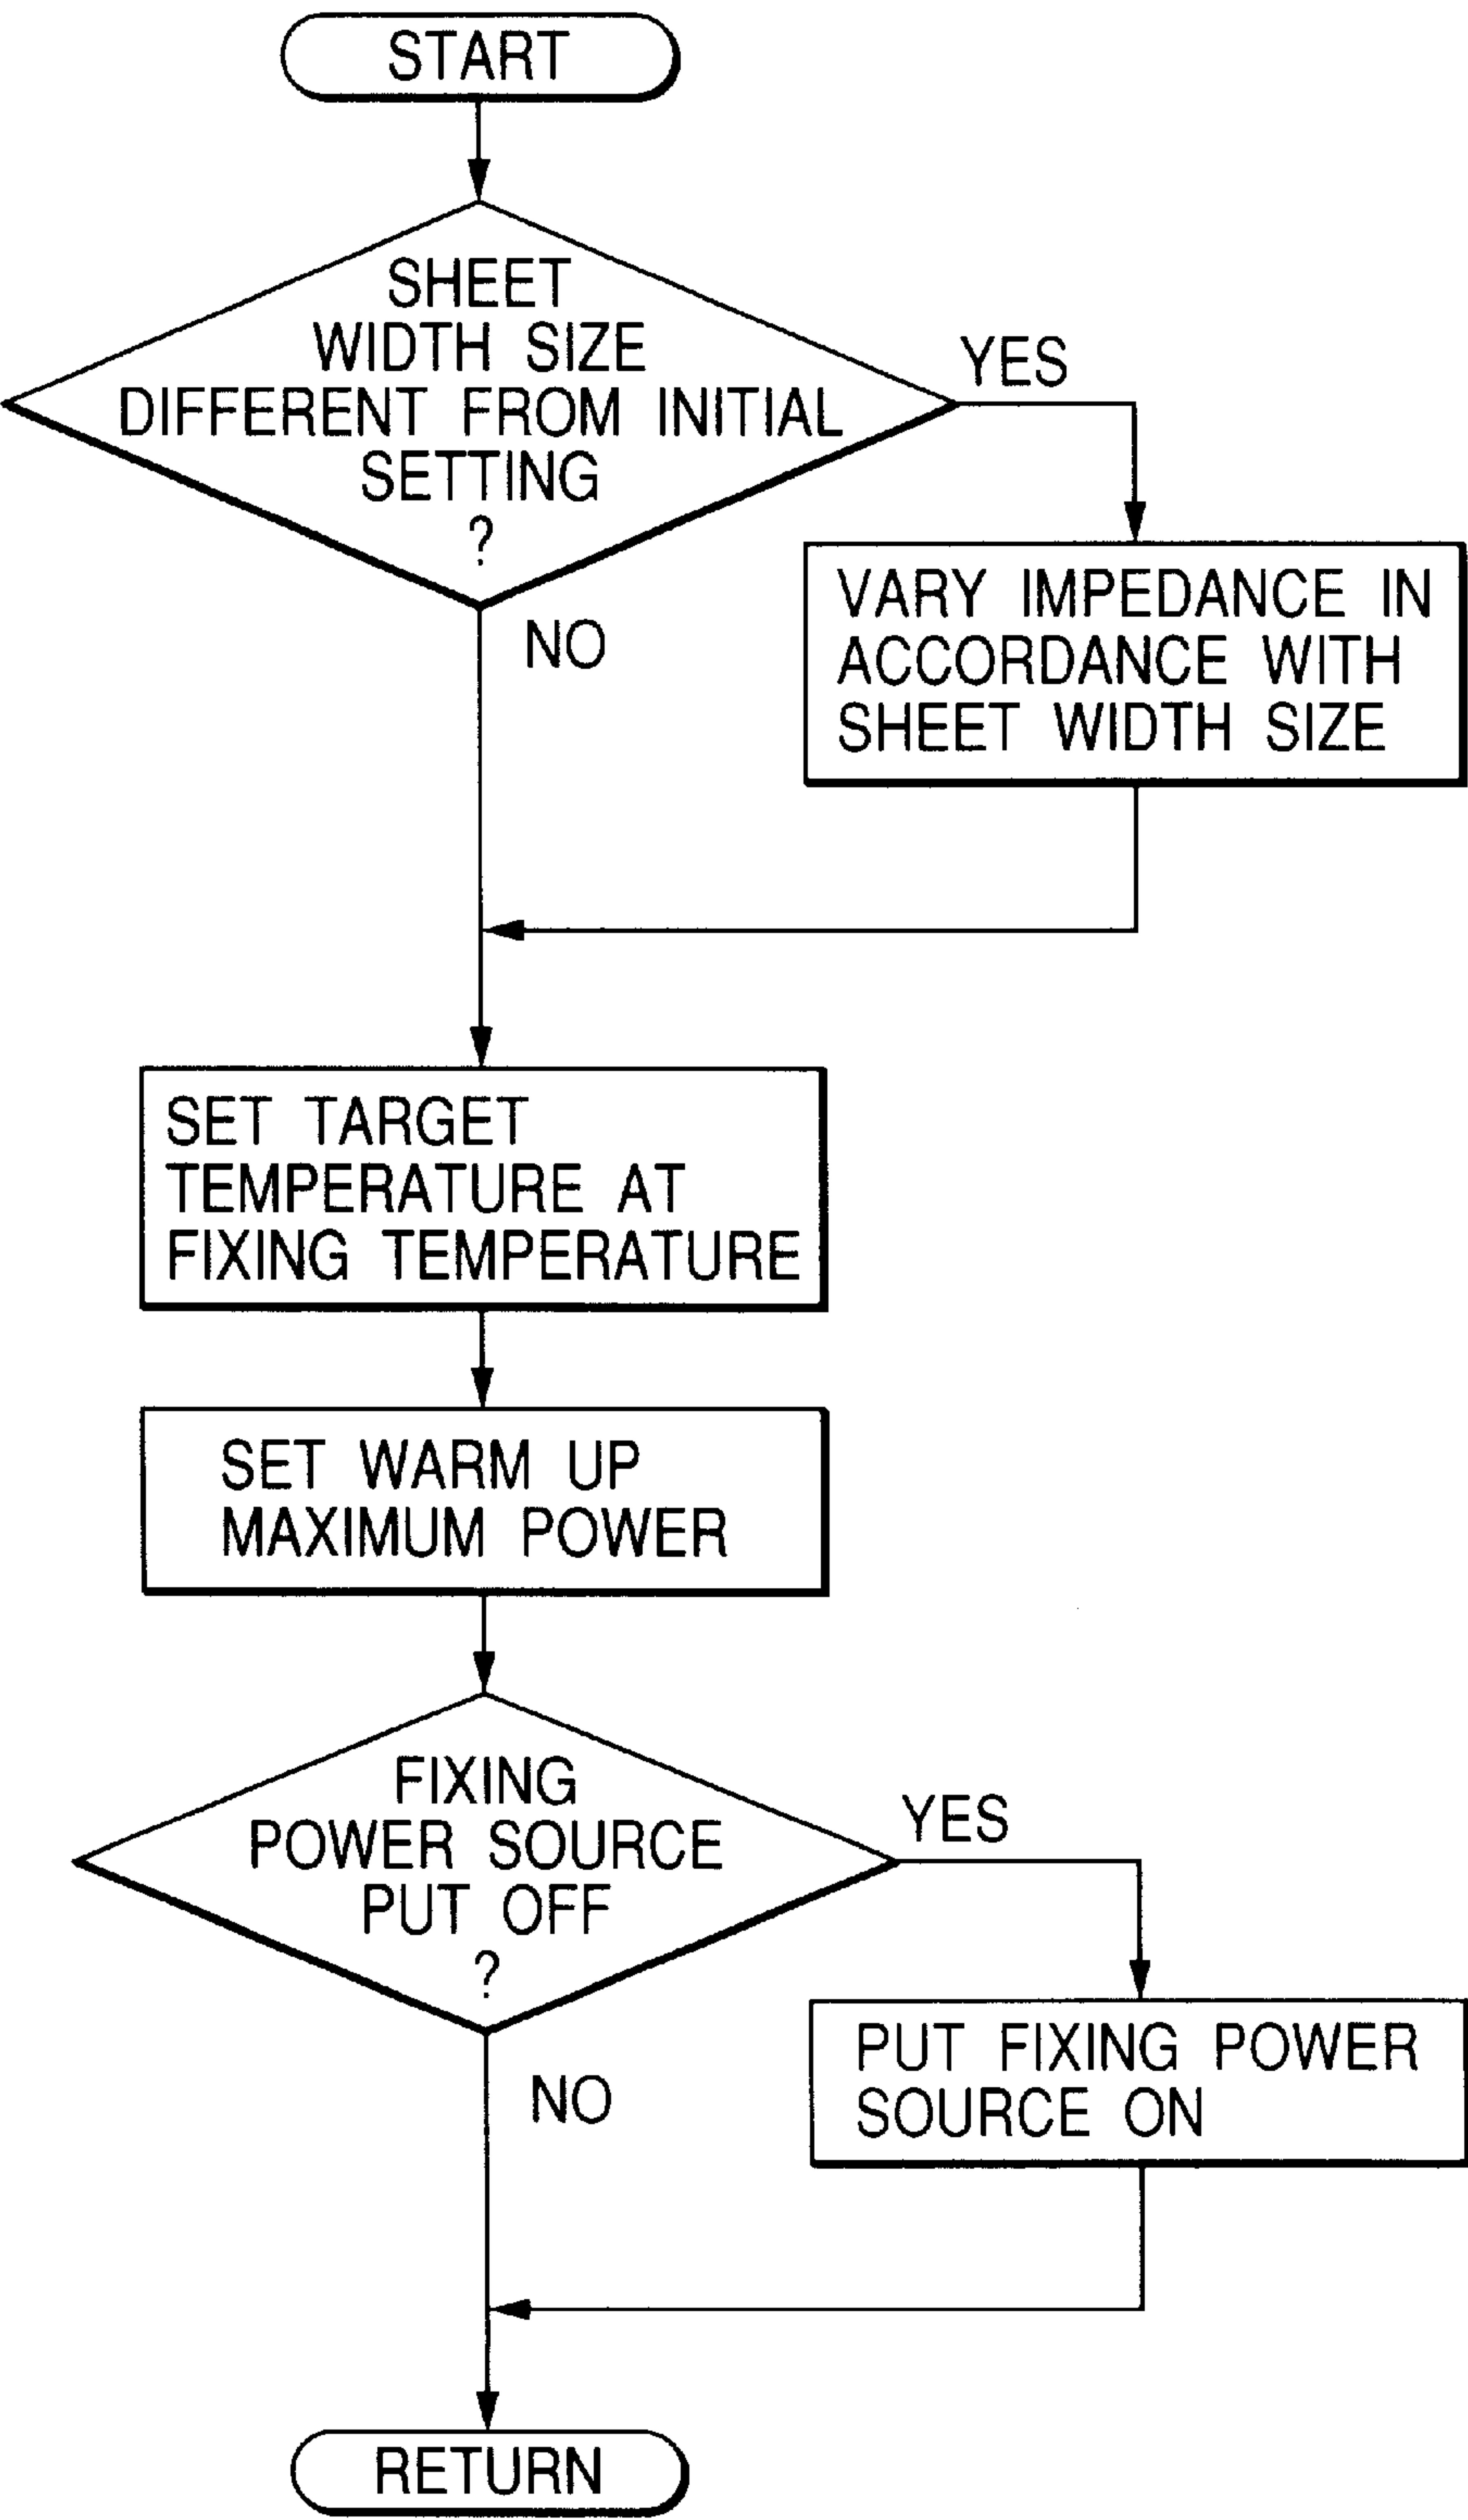 START
SHEET
WIDTH SIZE
DIFFERENT FROM INITIAL
SETTING
?
YES
NO
VARY IMPEDANCE IN
ACCORDANCE WITH
SHEET WIDTH SIZE
SET TARGET
TEMPERATURE AT
FIXING TEMPERATURE
SET WARM UP
MAXIMUM POWER
FIXING
POWER SOURCE
PUT OFF
?
YES
NO
PUT FIXING POWER
SOURCE ON
RETURN